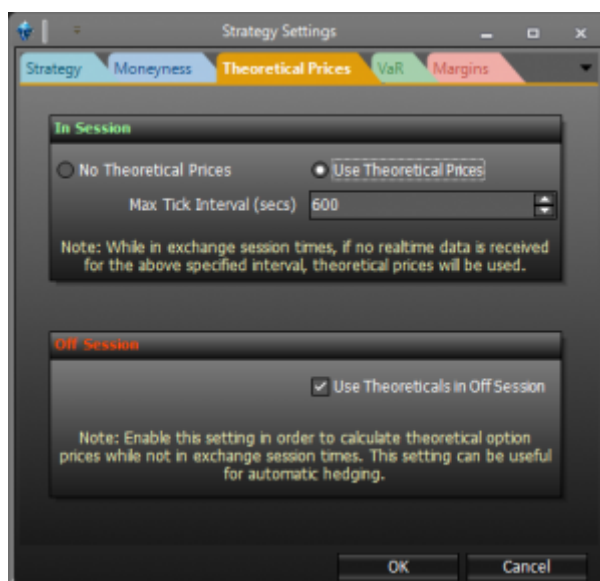 Strategy Settings
Strategy Moneyness Theoretical Prices VaR Margins
In Session
No Theoretical Prices Use Theoretical Prices
Max Tick Interval (secs) 600
Note: While in exchange session times, if no realtime data is received
for the above specified interval, theoretical prices will be used.
Off Session
Use Theoreticals in Off Session
Note: Enable this setting in order to calculate theoretical option
prices while not in exchange session times. This setting can be useful
for automatic hedging.
OK Cancel